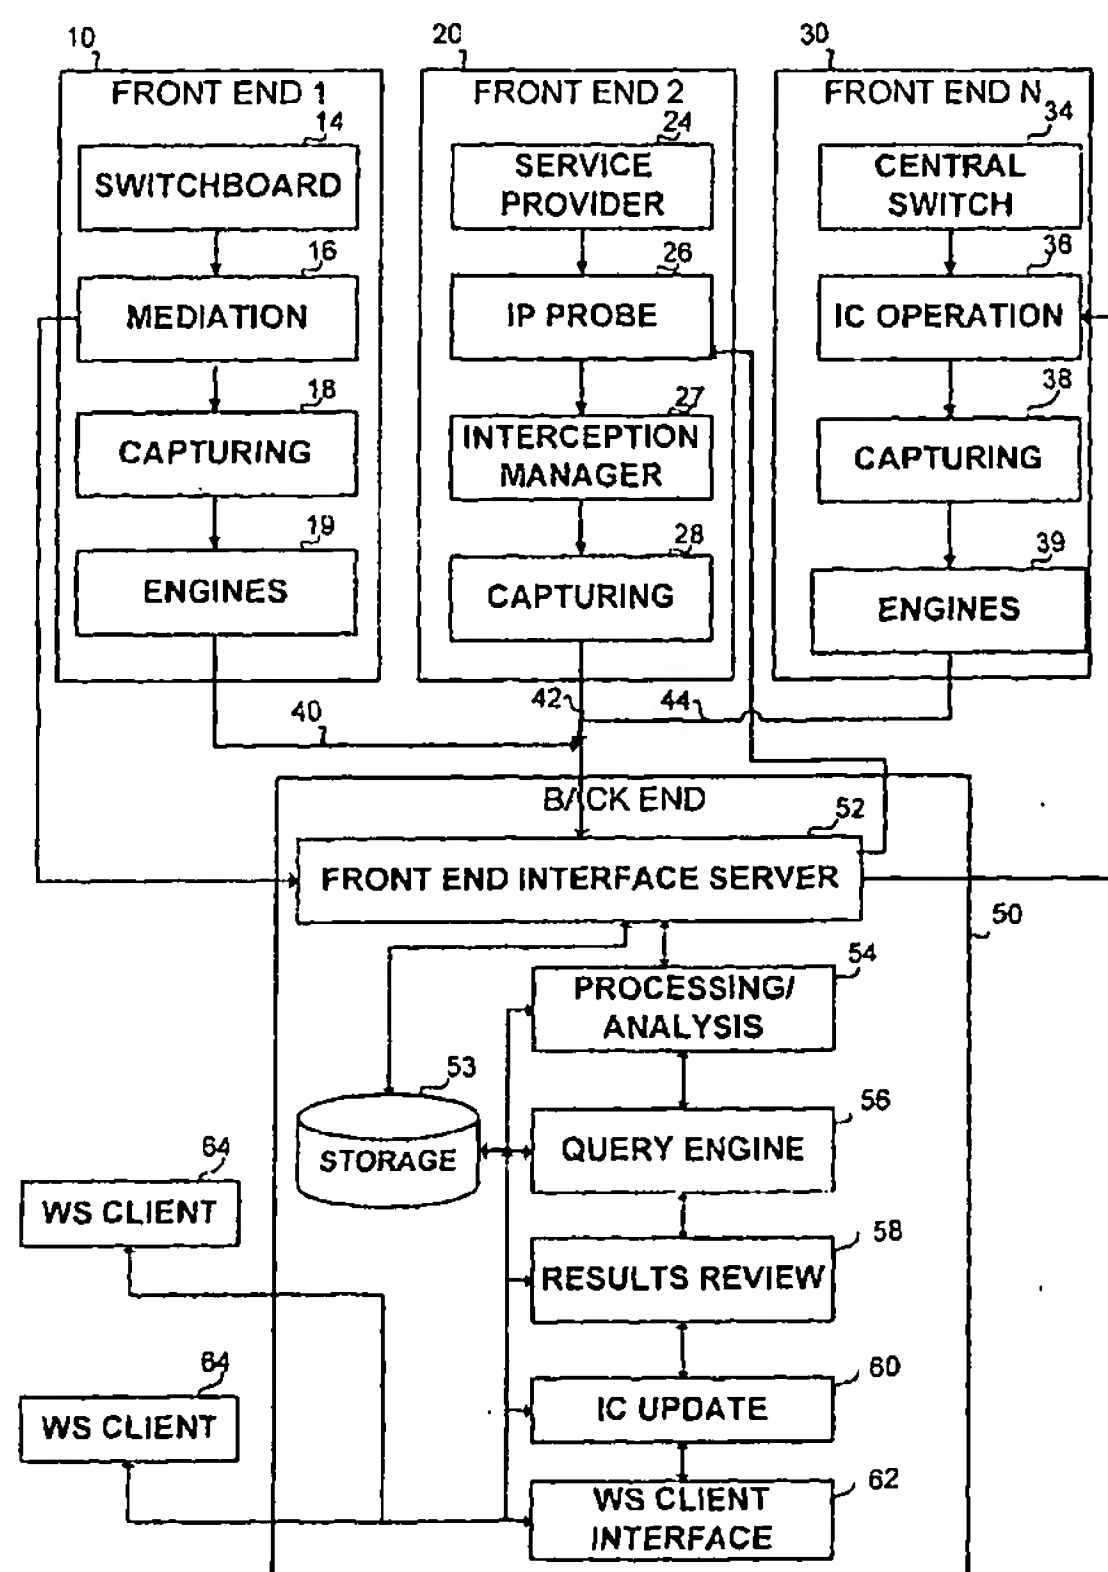 10
FRONT END 1
14
SWITCHBOARD
16
MEDIATION
18
CAPTURING
19
ENGINES
20
FRONT END 2
24
SERVICE
PROVIDER
26
IP PROBE
27
INTERCEPTION
MANAGER
28
CAPTURING
30
FRONT END N
34
CENTRAL
SWITCH
36
IC OPERATION
38
CAPTURING
39
ENGINES
40
42
44
BACK END
52
FRONT END INTERFACE SERVER
50
54
PROCESSING/
ANALYSIS
53
STORAGE
56
QUERY ENGINE
58
RESULTS REVIEW
60
IC UPDATE
62
WS CLIENT
INTERFACE
64
WS CLIENT
64
WS CLIENT